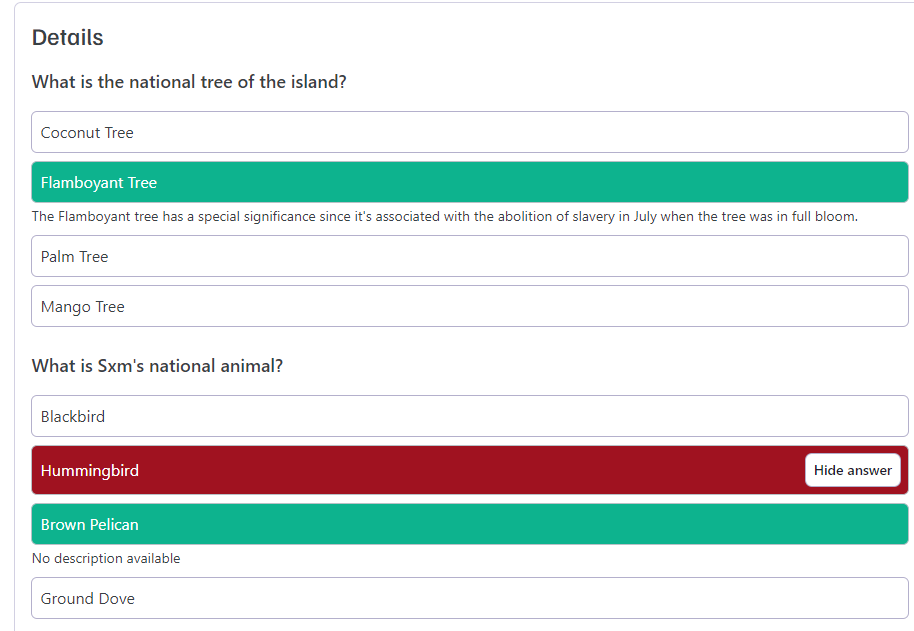 Details
What is the national tree of the island?
Coconut Tree
Flamboyant Tree
The Flamboyant tree has a special significance since it's associated with the abolition of slavery in July when the tree was in full bloom.
Palm Tree
Mango Tree
What is Sxm's national animal?
Blackbird
Hummingbird
Hide answer
Brown Pelican
No description available
Ground Dove